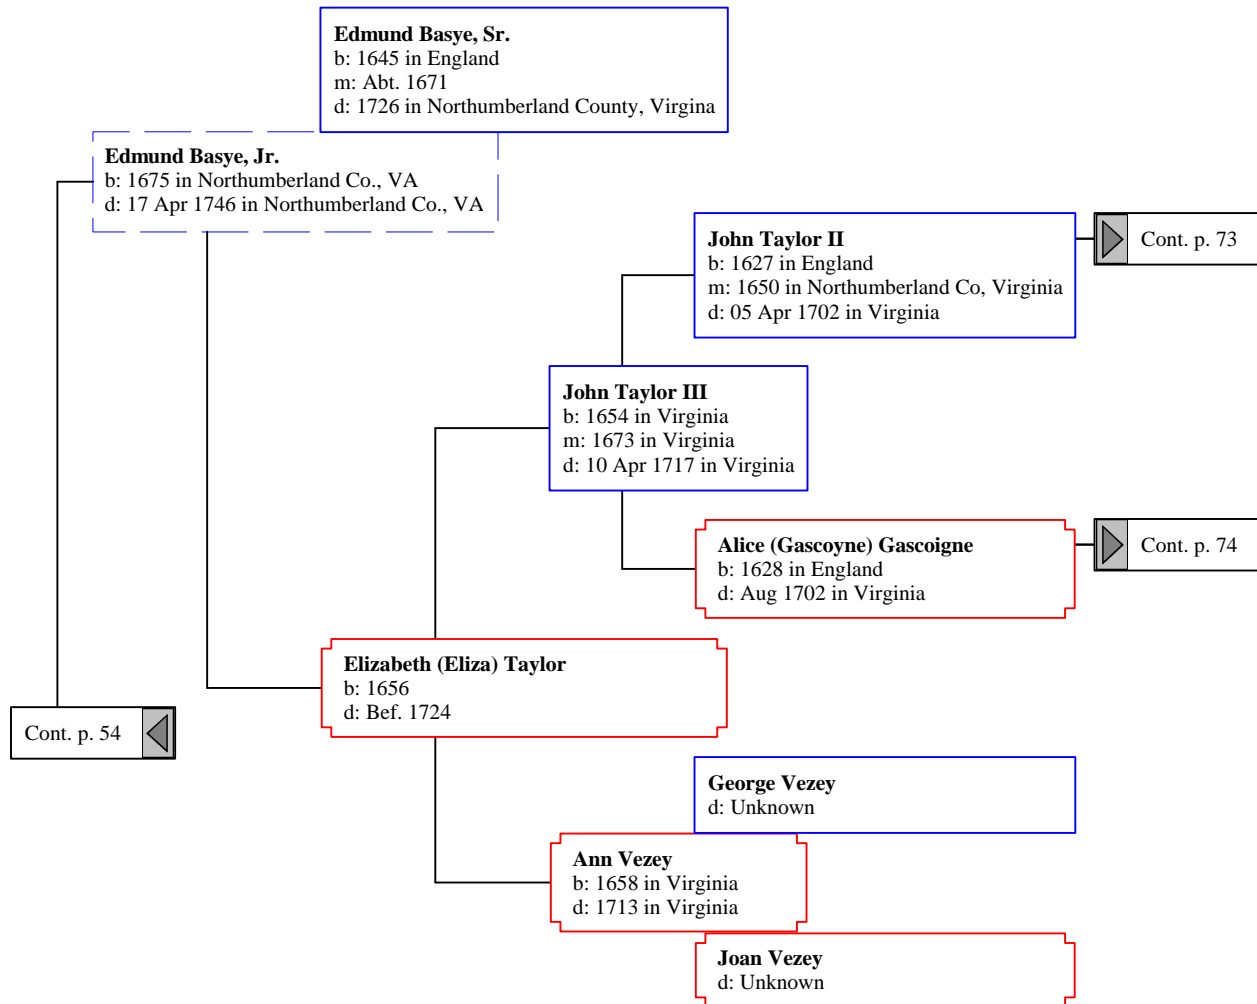 Edmund Basye, Sr.
b: 1645 in England
m: Abt. 1671
d: 1726 in Northumberland County, Virgina
Edmund Basye, Jr.
b: 1675 in Northumberland Co., VA
d: 17 Apr 1746 in Northumberland Co., VA
John Taylor II
b: 1627 in England
m: 1650 in Northumberland Co, Virginia
d: 05 Apr 1702 in Virginia
Cont. p. 73
John Taylor III
b: 1654 in Virginia
m: 1673 in Virginia
d: 10 Apr 1717 in Virginia
Alice (Gascoyne) Gascoigne
b: 1628 in England
d: Aug 1702 in Virginia
Cont. p. 74
Elizabeth (Eliza) Taylor
b: 1656
d: Bef. 1724
Cont. p. 54
George Vezey
d: Unknown
Ann Vezey
b: 1658 in Virginia
d: 1713 in Virginia
Joan Vezey
d: Unknown